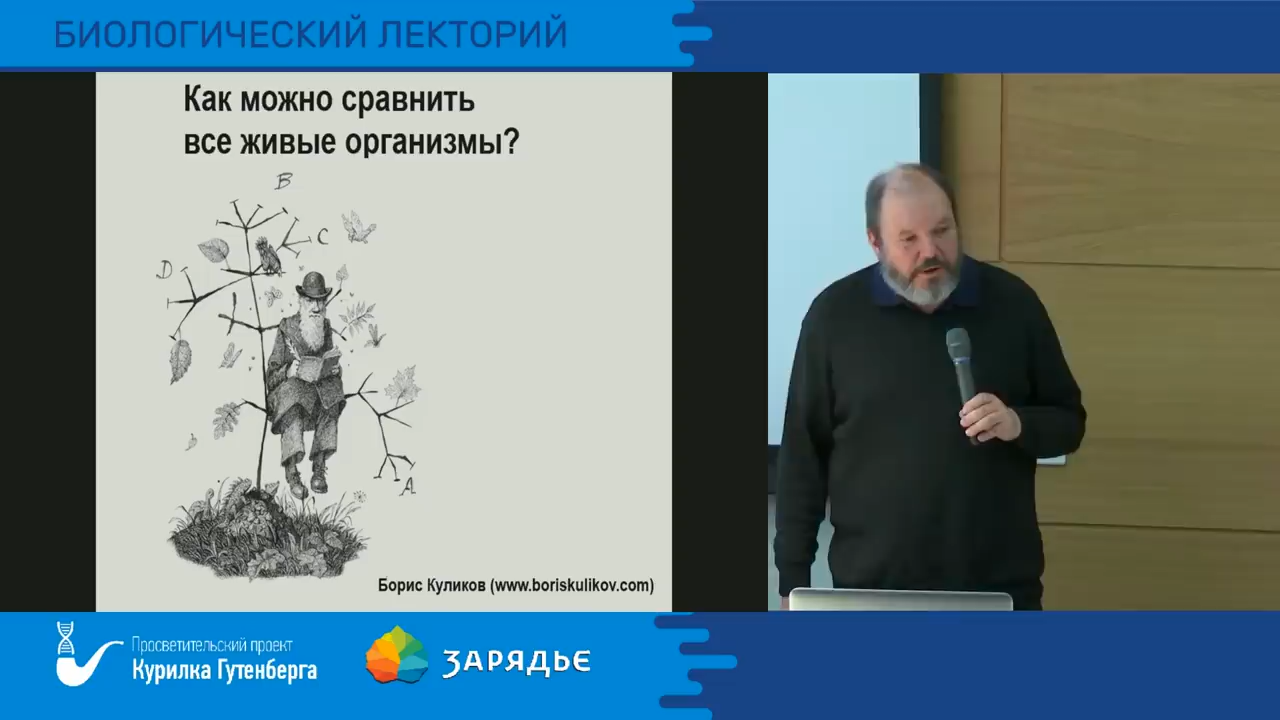 БИОЛОГИЧЕСКИЙ ЛЕКТОРИЙ
Как можно сравнить
все живые организмы?
B
C
D
A
Борис Куликов (www.boriskulikov.com)
Просветительский проект
Курилка Гутенберга
ЗАРЯДЬЕ